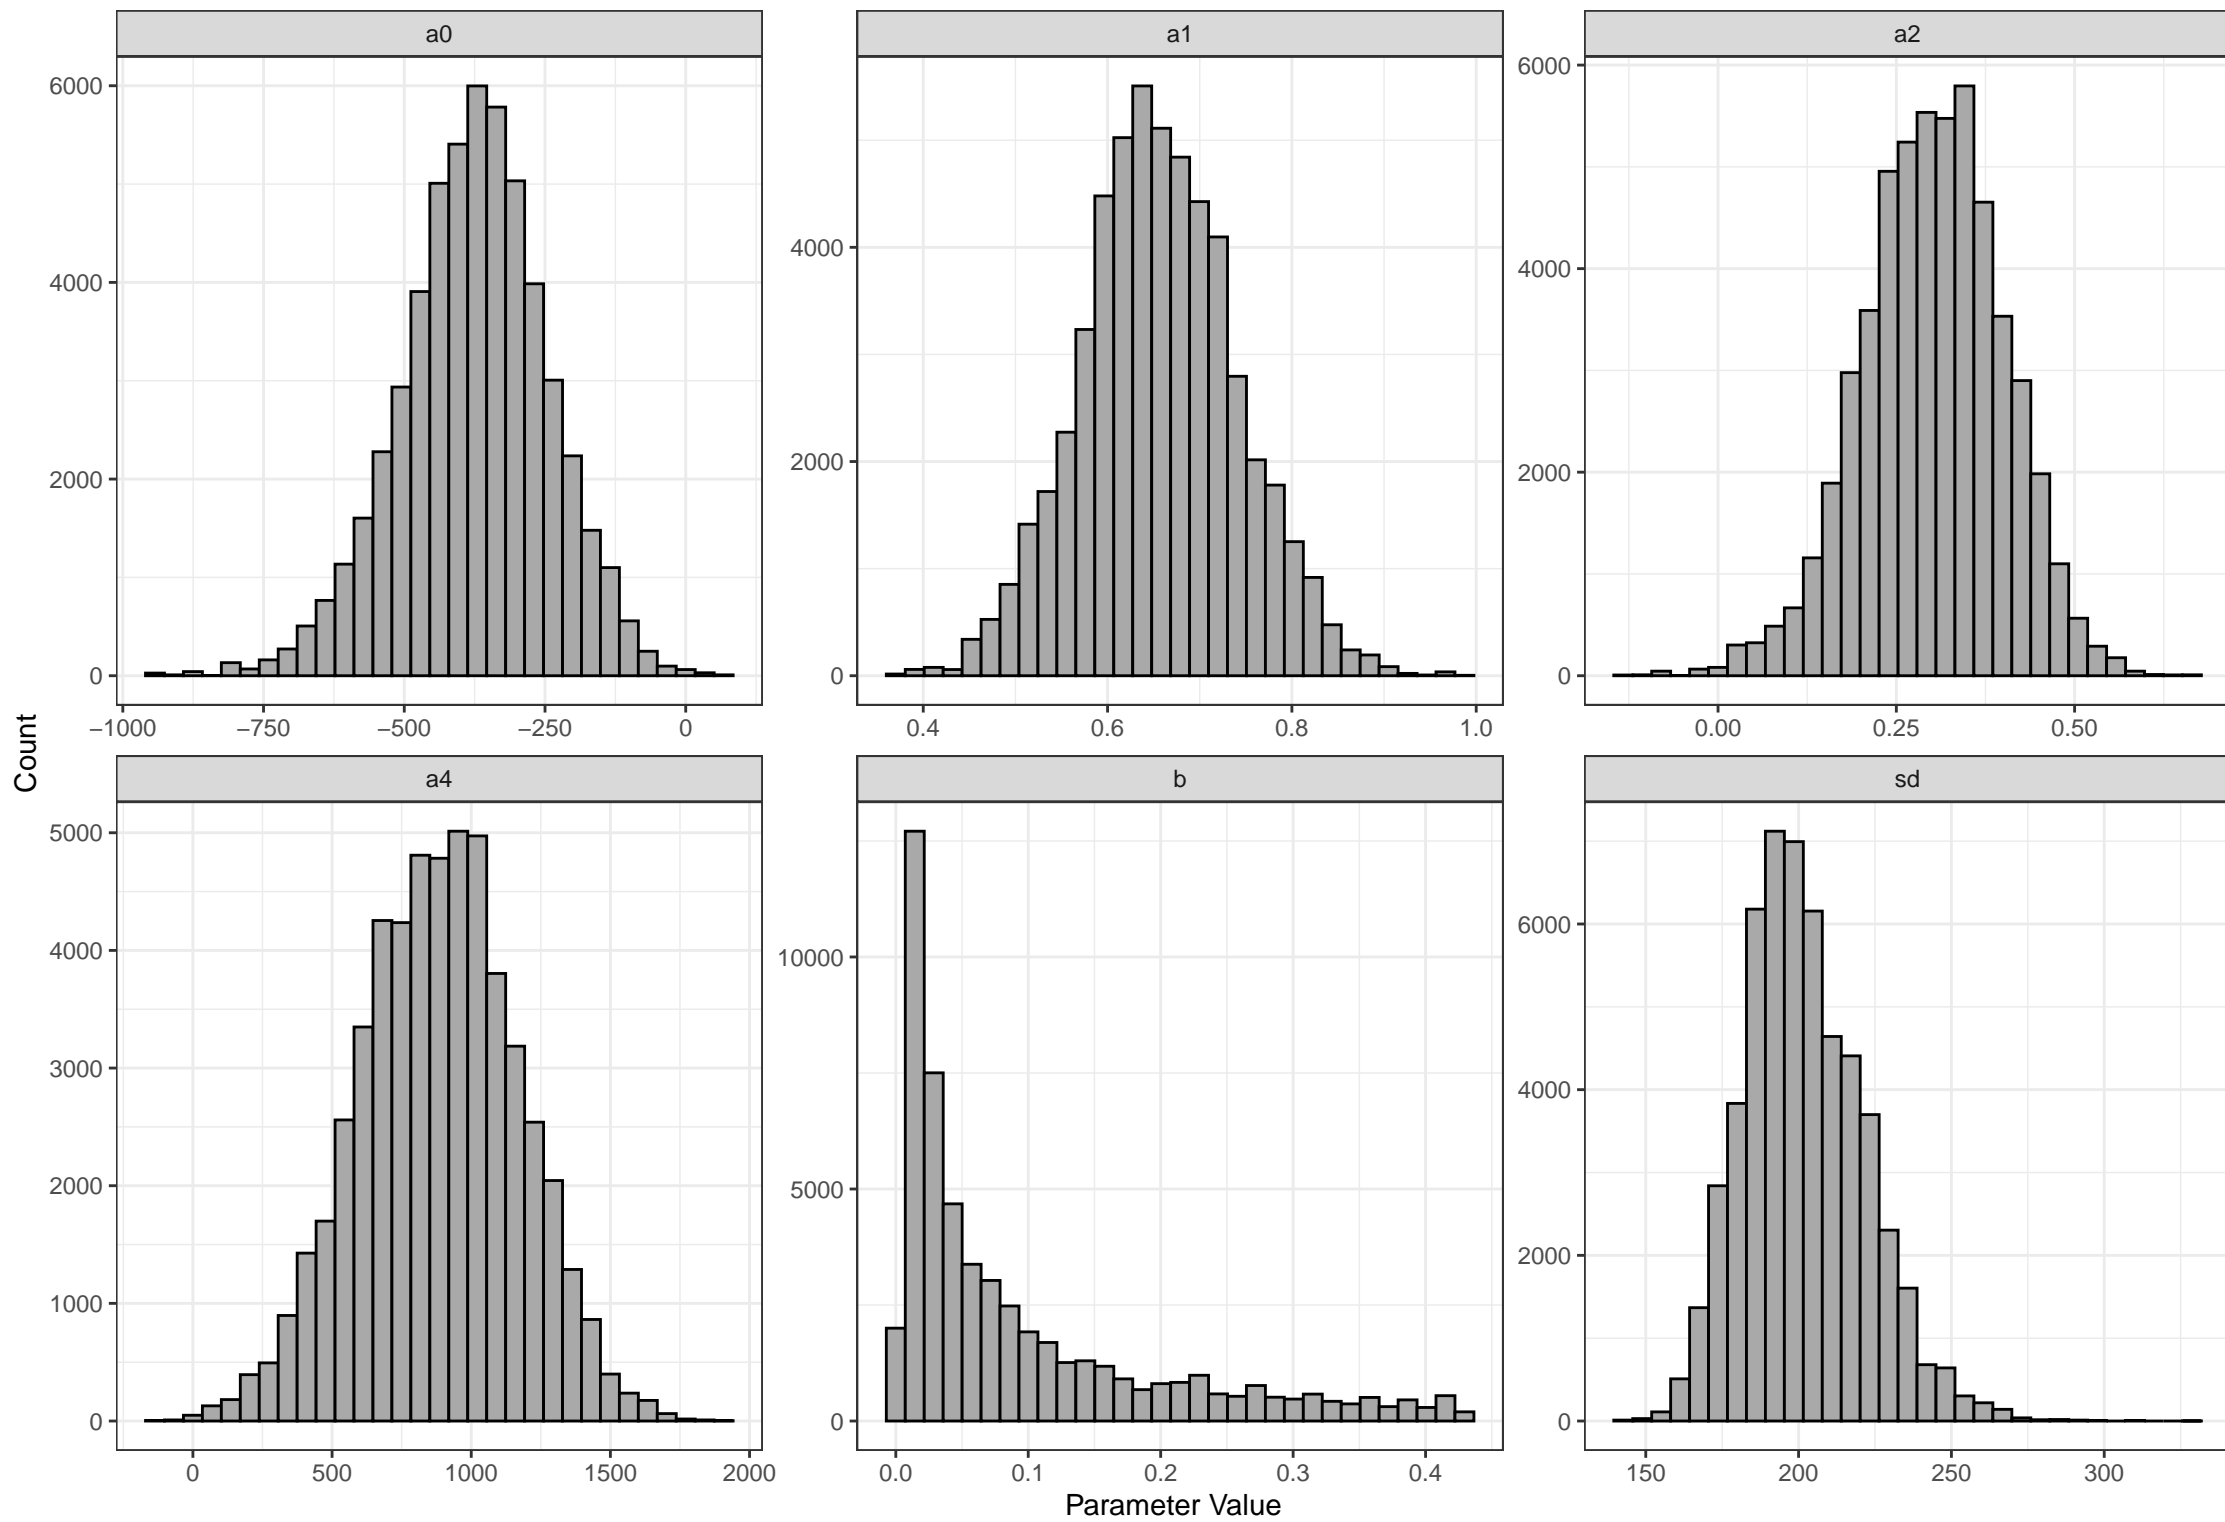 a0 a1 a2
6000 4000 2000 0
4000 2000 0
6000 4000 2000 0
−1000 −750 −500 −250 0
0.4 0.6 0.8 1.0
0.00 0.25 0.50
Count
a4 b sd
5000 4000 3000 2000 1000 0
10000 5000 0
6000 4000 2000 0
0 500 1000 1500 2000
0.0 0.1 0.2 0.3 0.4
150 200 250 300
Parameter Value